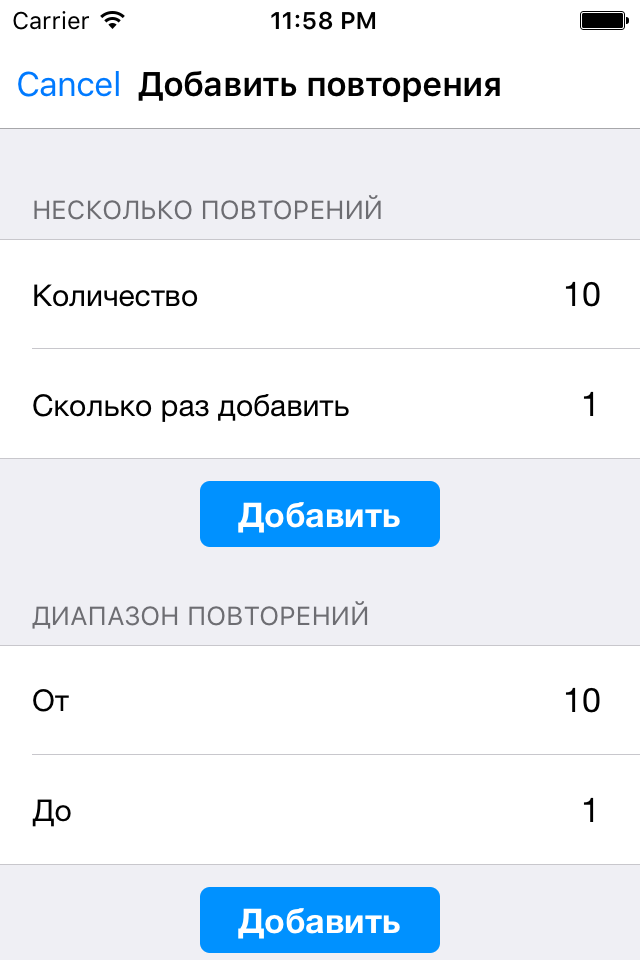 Carrier 11:58 PM
Cancel Добавить повторения
НЕСКОЛЬКО ПОВТОРЕНИЙ
Количество 10
Сколько раз добавить 1
Добавить
ДИАПАЗОН ПОВТОРЕНИЙ
От 10
До 1
Добавить